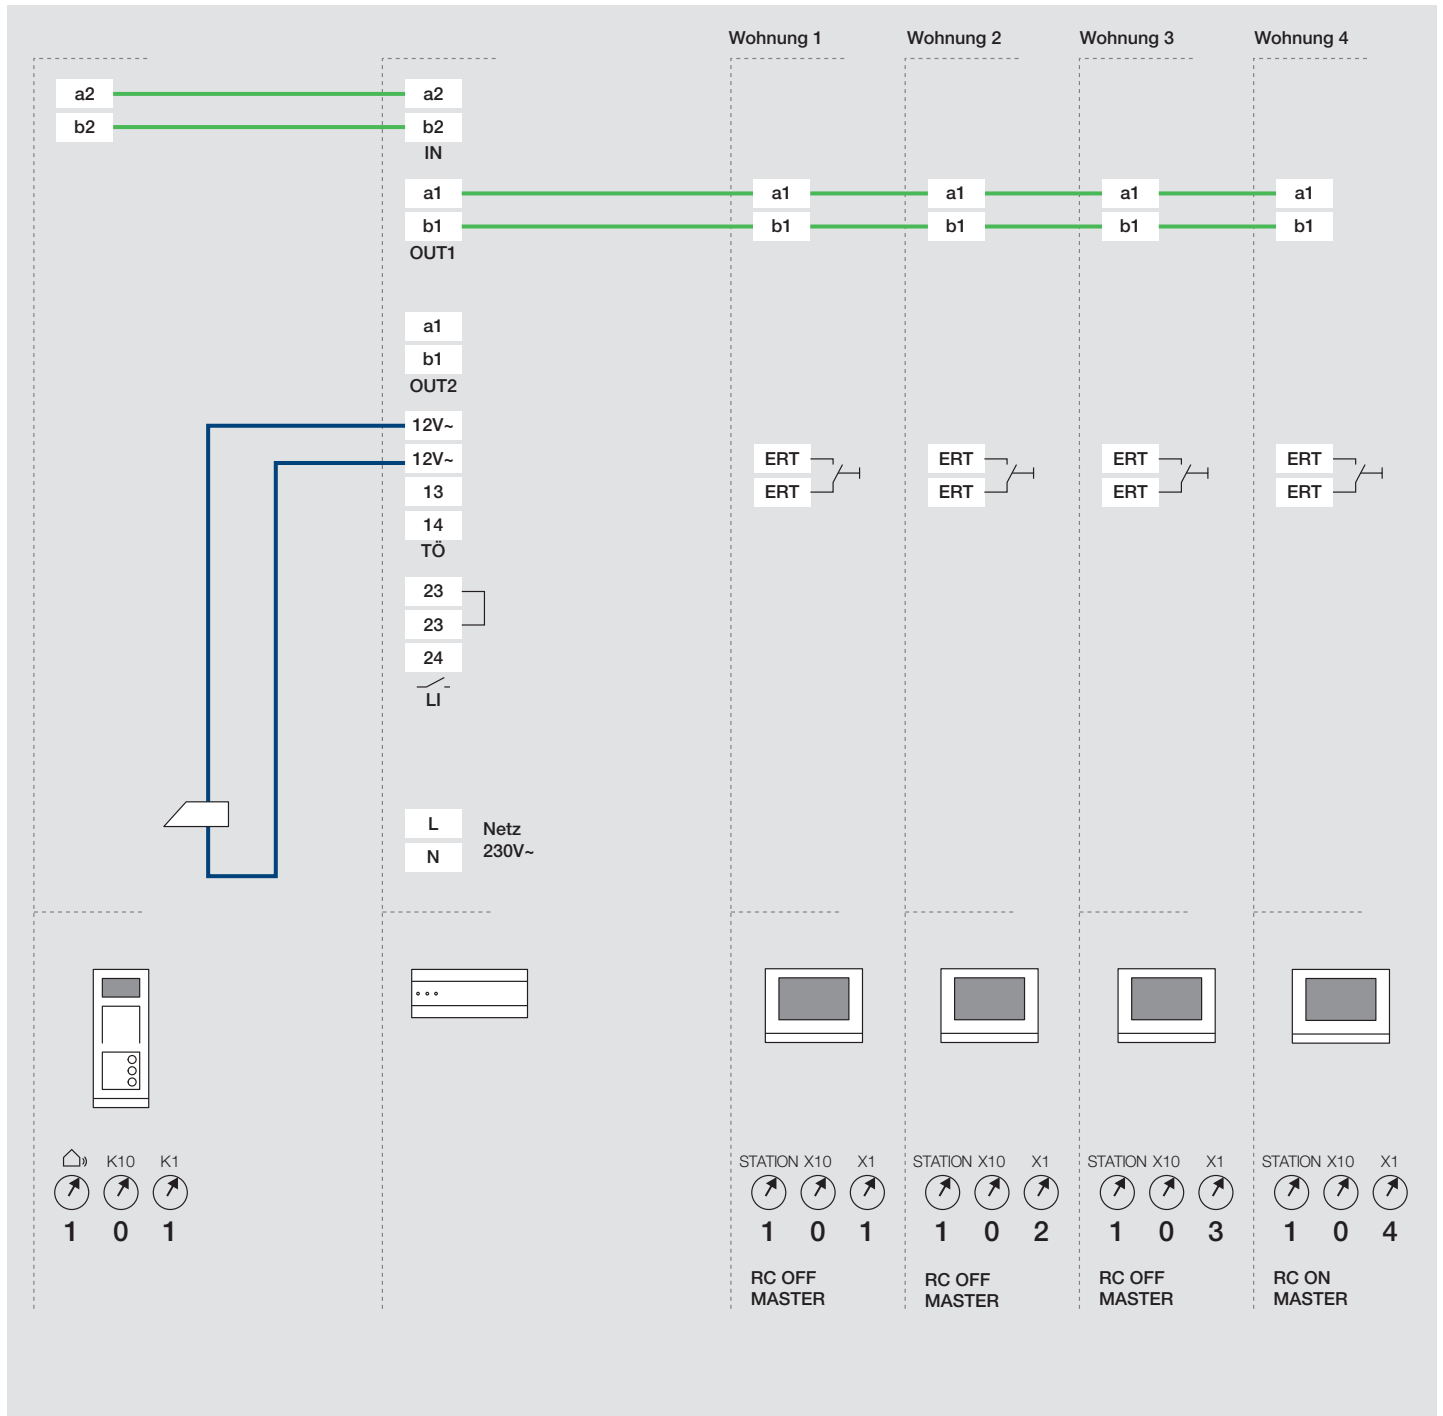 Wohnung 1 Wohnung 2 Wohnung 3 Wohnung 4
a2 a2
b2 b2
IN
a1 a1 a1 a1 a1
b1 b1 b1 b1 b1
OUT1
a1
b1
OUT2
12V~
12V~ ERT ERT ERT ERT
13 ERT ERT ERT ERT
14
TÖ
23
23
24
LI
L
N
Netz
230V~
K10 K1 STATION X10 X1 STATION X10 X1 STATION X10 X1 STATION X10 X1
1 0 1 1 0 1 1 0 2 1 0 3 1 0 4
RC OFF RC OFF RC OFF RC ON
MASTER MASTER MASTER MASTER